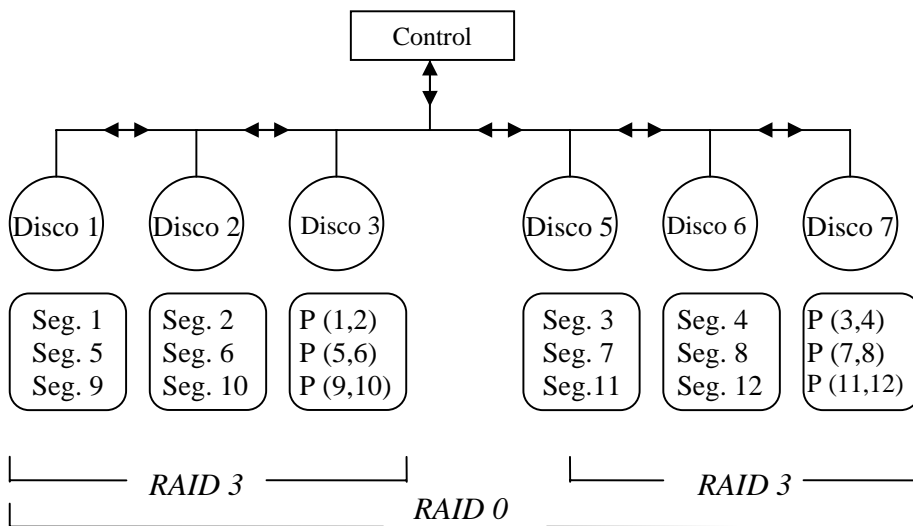 Control
Disco 1 Disco 2 Disco 3 Disco 5 Disco 6 Disco 7
Seg. 1 Seg. 2 P (1,2) Seg. 3 Seg. 4 P (3,4)
Seg. 5 Seg. 6 P (5,6) Seg. 7 Seg. 8 P (7,8)
Seg. 9 Seg. 10 P (9,10) Seg.11 Seg. 12 P (11,12)
RAID 3 RAID 3
RAID 0